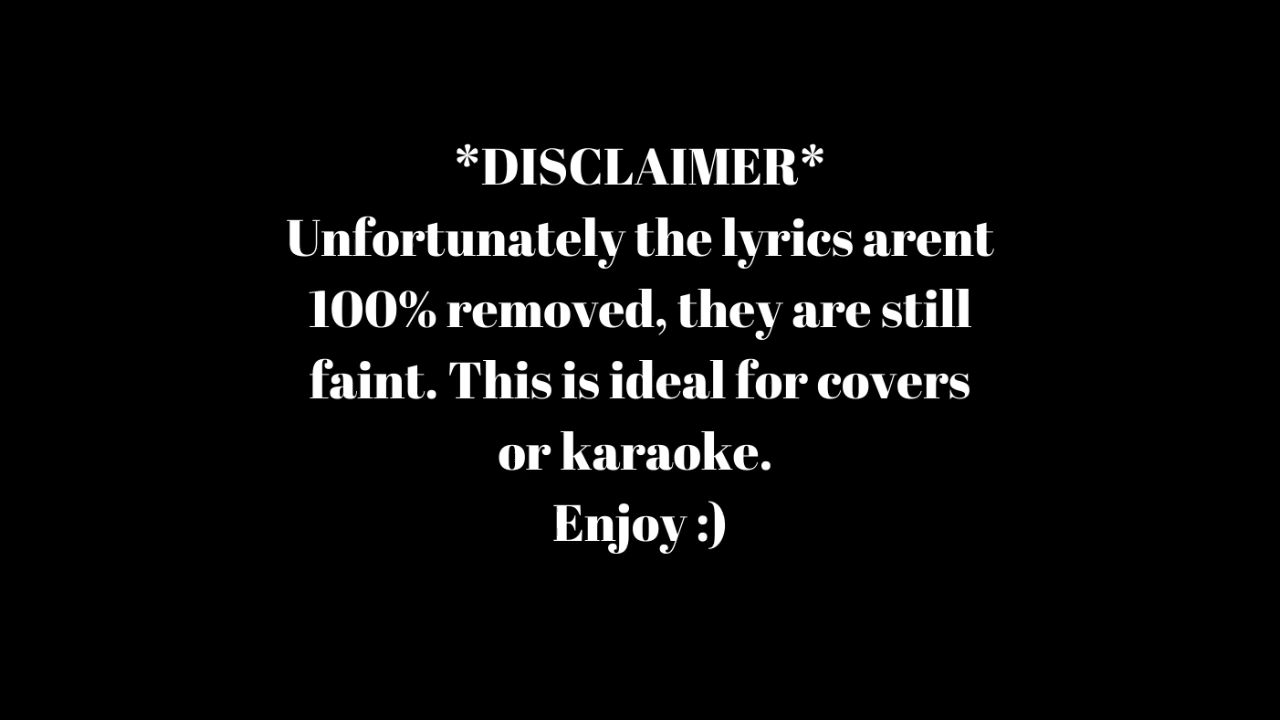 *DISCLAIMER*
Unfortunately the lyrics arent
100% removed, they are still
faint. This is ideal for covers
or karaoke.
Enjoy :)